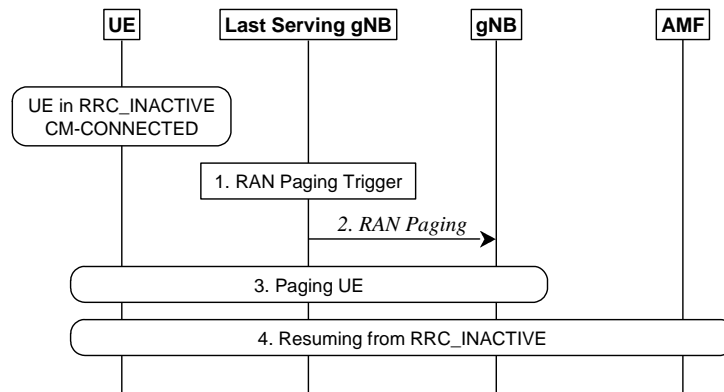 UE
Last Serving gNB
gNB
AMF
UE in RRC_INACTIVE
CM-CONNECTED
1. RAN Paging Trigger
2. RAN Paging
3. Paging UE
4. Resuming from RRC_INACTIVE